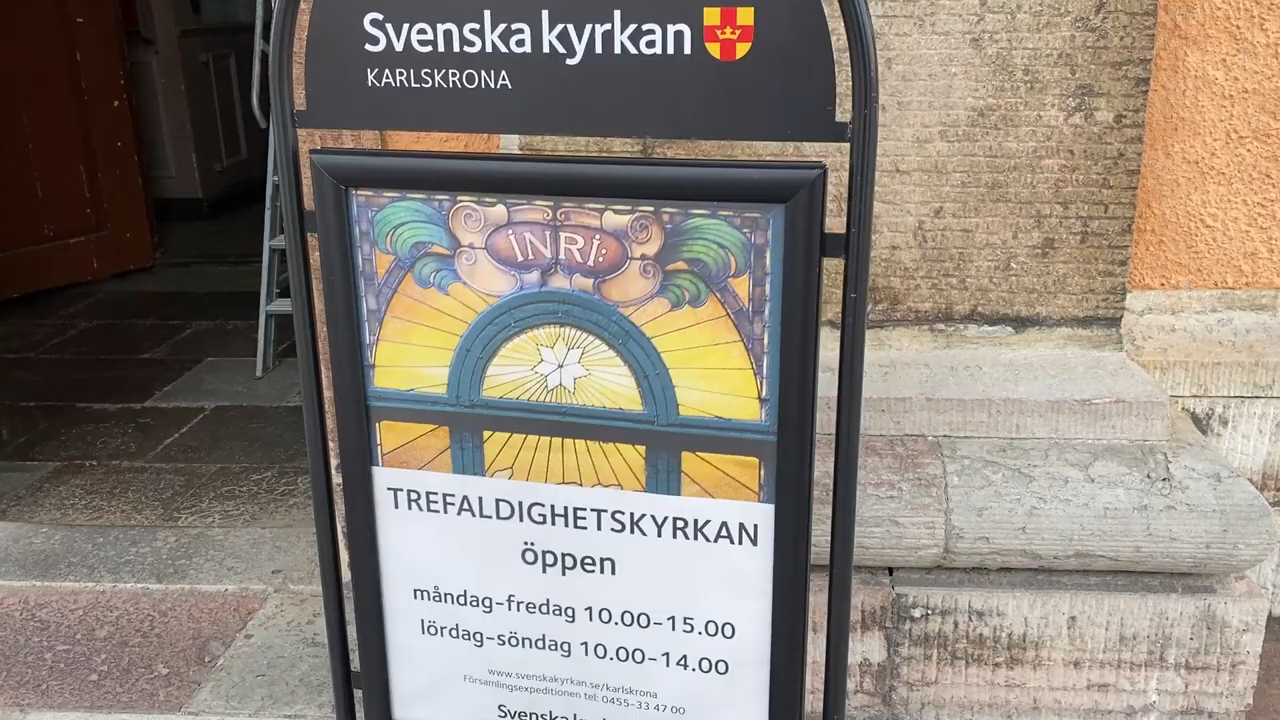 Svenska kyrkan
KARLSKRONA
İNRİ:
TREFALDIGHETSKYRKAN
öppen
måndag-fredag 10.00-15.00
lördag-söndag 10.00-14.00
www.svenskakyrkan.se/karlskrona
Församlingsexpeditionen tel: 0455-33 47 00
Svenska